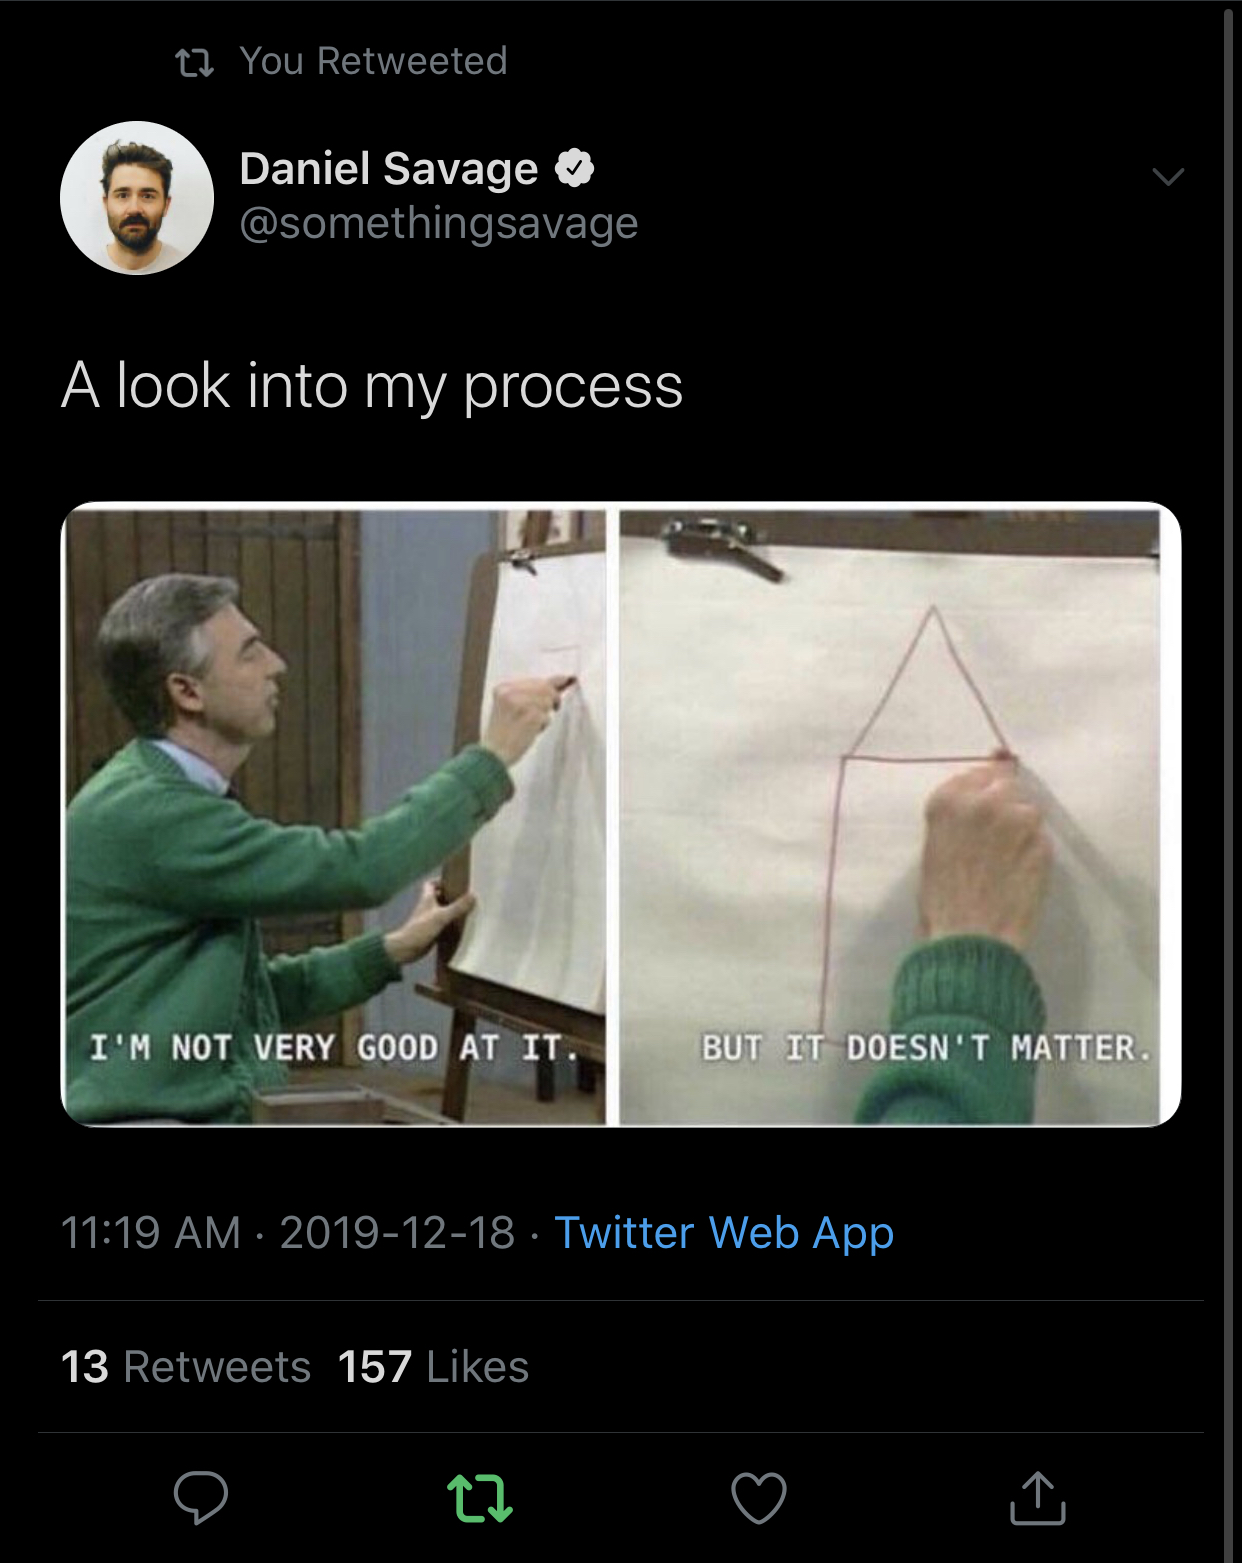 You Retweeted
Daniel Savage
@somethingsavage
A look into my process
I'M NOT VERY GOOD AT IT.
BUT IT DOESN'T MATTER.
11:19 AM · 2019-12-18 · Twitter Web App
13 Retweets 157 Likes